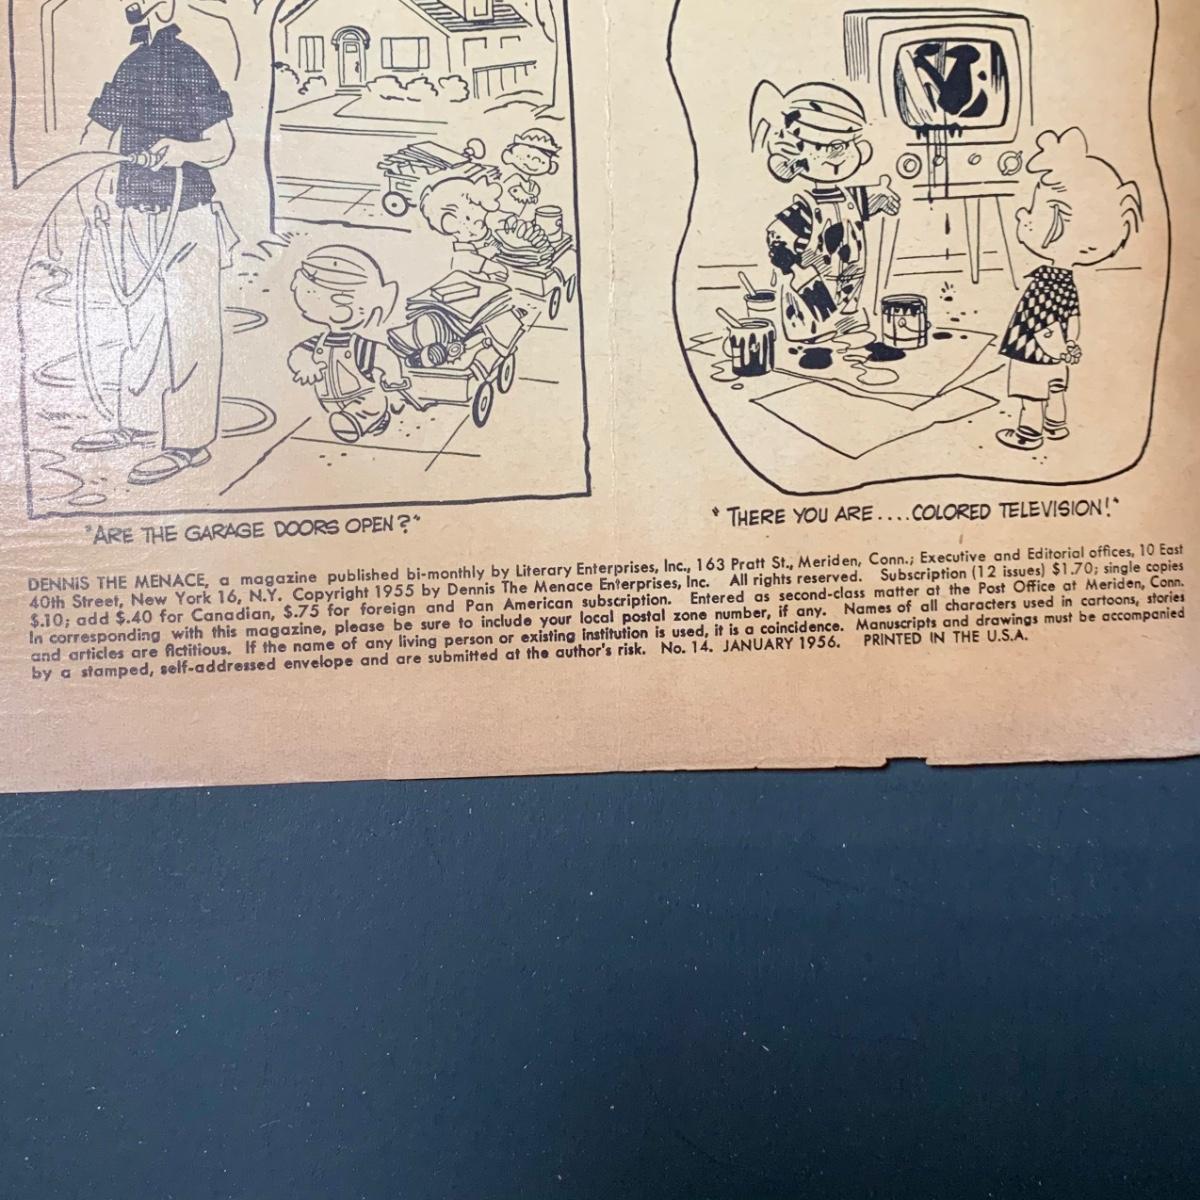 "ARE THE GARAGE DOORS OPEN?"
"THERE YOU ARE....COLORED TELEVISION!"
DENNIS THE MENACE, a magazine published bi-monthly by Literary Enterprises, Inc., 163 Pratt St., Meriden, Conn.; Executive and Editorial offices, 10 East
40th Street, New York 16, N.Y. Copyright 1955 by Dennis The Menace Enterprises, Inc. All rights reserved. Subscription (12 issues) $1.70; single copies
$.10; add $.40 for Canadian, $.75 for foreign and Pan American subscription. Entered as second-class matter at the Post Office at Meriden, Conn.
In corresponding with this magazine, please be sure to include your local postal zone number, if any. Names of all characters used in cartoons, stories
and articles are fictitious. If the name of any living person or existing institution is used, it is a coincidence. Manuscripts and drawings must be accompanied
by a stamped, self-addressed envelope and are submitted at the author's risk. No. 14. JANUARY 1956. PRINTED IN THE U.S.A.